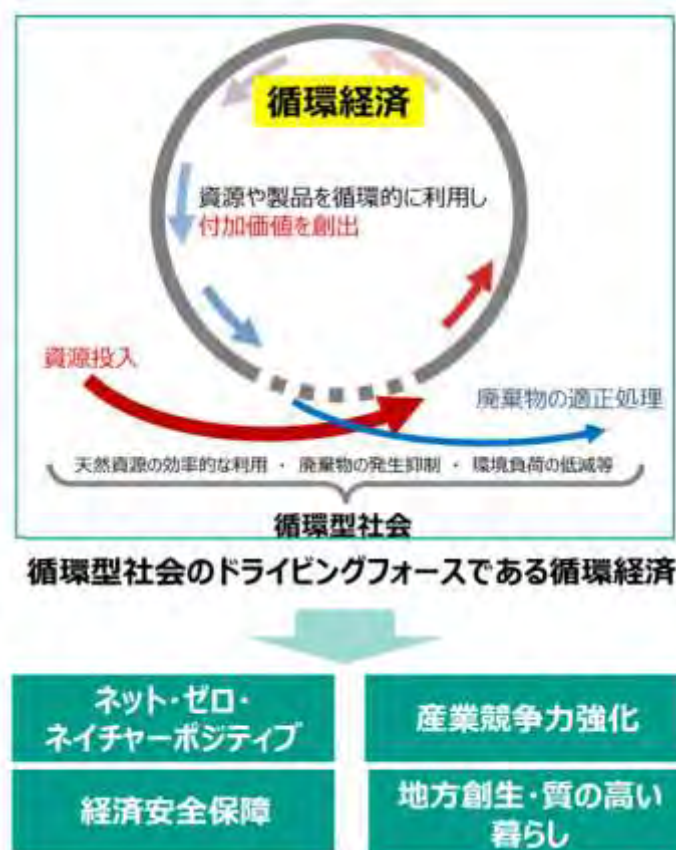 循環経済
資源や製品を循環的に利用し
付加価値を創出
資源投入
廃棄物の適正処理
天然資源の効率的な利用 ・ 廃棄物の発生抑制 ・ 環境負荷の低減等
循環型社会
循環型社会のドライビングフォースである循環経済
ネット・ゼロ・
ネイチャーポジティブ
産業競争力強化
経済安全保障
地方創生・質の高い
暮らし